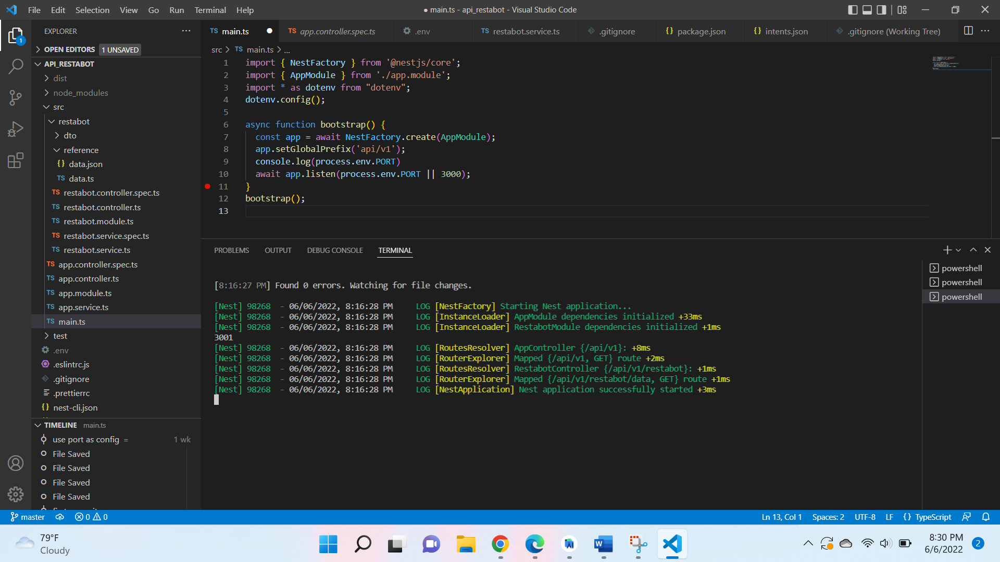 File Edit Selection View Go Run Terminal Help
● main.ts - api_restabot - Visual Studio Code
EXPLORER
OPEN EDITORS 1 UNSAVED
API_RESTABOT
dist
node_modules
src
restabot
dto
reference
{} data.json
TS data.ts
TS restabot.controller.spec.ts
TS restabot.controller.ts
TS restabot.module.ts
TS restabot.service.spec.ts
TS restabot.service.ts
TS app.controller.spec.ts
TS app.controller.ts
TS app.module.ts
TS app.service.ts
TS main.ts
test
.env
.eslintrc.js
.gitignore
.prettierrc
{} nest-cli.json
TIMELINE main.ts
use port as config = 1 wk
File Saved
File Saved
File Saved
File Saved
TS main.ts TS app.controller.spec.ts .env TS restabot.service.ts .gitignore {} package.json {} intents.json .gitignore (Working Tree)
src > TS main.ts > ...
1 import { NestFactory } from '@nestjs/core';
2 import { AppModule } from './app.module';
3 import * as dotenv from "dotenv";
4 dotenv.config();
5
6 async function bootstrap() {
7 const app = await NestFactory.create(AppModule);
8 app.setGlobalPrefix('api/v1');
9 console.log(process.env.PORT)
10 await app.listen(process.env.PORT || 3000);
11 }
12 bootstrap();
13
PROBLEMS OUTPUT DEBUG CONSOLE TERMINAL
powershell
powershell
powershell
[8:16:27 PM] Found 0 errors. Watching for file changes.
[Nest] 98268 - 06/06/2022, 8:16:28 PM LOG [NestFactory] Starting Nest application...
[Nest] 98268 - 06/06/2022, 8:16:28 PM LOG [InstanceLoader] AppModule dependencies initialized +33ms
[Nest] 98268 - 06/06/2022, 8:16:28 PM LOG [InstanceLoader] RestabotModule dependencies initialized +1ms
3001
[Nest] 98268 - 06/06/2022, 8:16:28 PM LOG [RoutesResolver] AppController {/api/v1}: +8ms
[Nest] 98268 - 06/06/2022, 8:16:28 PM LOG [RouterExplorer] Mapped {/api/v1, GET} route +2ms
[Nest] 98268 - 06/06/2022, 8:16:28 PM LOG [RoutesResolver] RestabotController {/api/v1/restabot}: +1ms
[Nest] 98268 - 06/06/2022, 8:16:28 PM LOG [RouterExplorer] Mapped {/api/v1/restabot/data, GET} route +1ms
[Nest] 98268 - 06/06/2022, 8:16:28 PM LOG [NestApplication] Nest application successfully started +3ms
master 0 0 Ln 13, Col 1 Spaces: 2 UTF-8 LF {} TypeScript
79°F
Cloudy
8:30 PM
6/6/2022
2